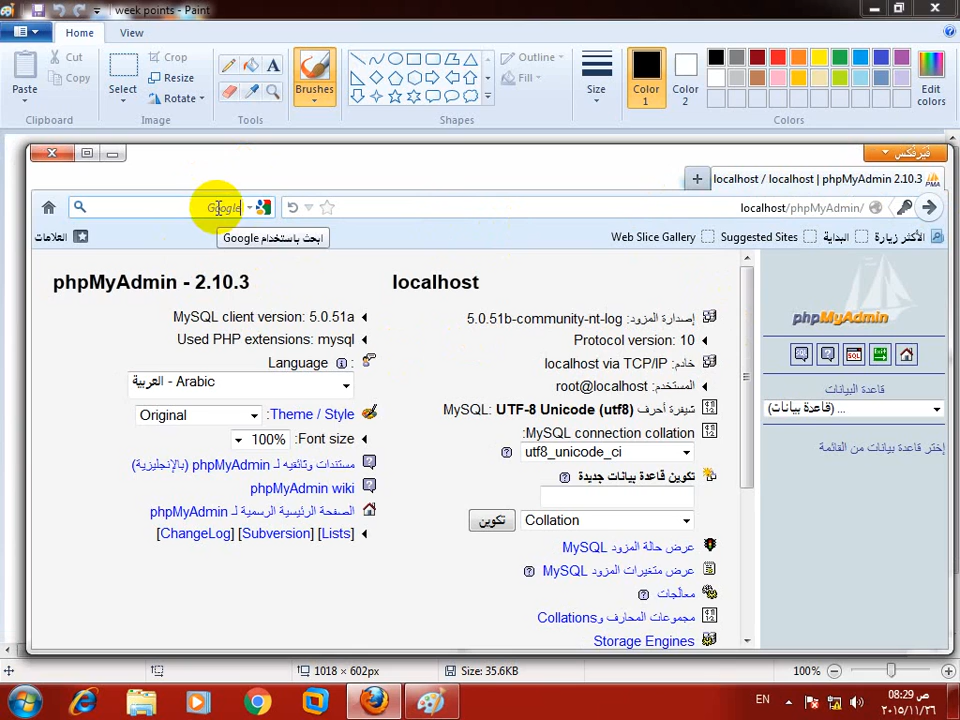 week points - Paint
Home
View
Paste
Cut
Copy
Clipboard
Select
Crop
Resize
Rotate
Image
Tools
Brushes
Shapes
Outline
Fill
Size
Color 1
Color 2
Edit colors
Colors
فَيَرفُكس
localhost / localhost | phpMyAdmin 2.10.3
PMA
Google
localhost/phpMyAdmin/
ابحث باستخدام Google
العلامات
Web Slice Gallery
Suggested Sites
البداية
الأكثر زيارة
phpMyAdmin - 2.10.3
MySQL client version: 5.0.51a
Used PHP extensions: mysql
Language :
العربية - Arabic
Theme / Style:
Original
Font size:
100%
مستندات وثائقيه لـ phpMyAdmin (بالإنجليزية)
phpMyAdmin wiki
الصفحة الرئيسية الرسمية لـ phpMyAdmin
[ChangeLog] [Subversion] [Lists]
localhost
إصدارة المزود: 5.0.51b-community-nt-log
Protocol version: 10
خادم: localhost via TCP/IP
المستخدم: root@localhost
شيفرة أحرف MySQL: UTF-8 Unicode (utf8)
MySQL connection collation:
utf8_unicode_ci
تكوين قاعدة بيانات جديدة
Collation
تكوين
عرض حالة المزود MySQL
عرض متغيرات المزود MySQL
معالجات
مجموعات المحارف وCollations
Storage Engines
phpMyAdmin
SQL
قاعدة البيانات
(قاعدة بيانات) ...
إختر قاعدة بيانات من القائمة
1018 × 602px
Size: 35.6KB
100%
EN
08:29 ص
٢٠١٥/١١/٢٦